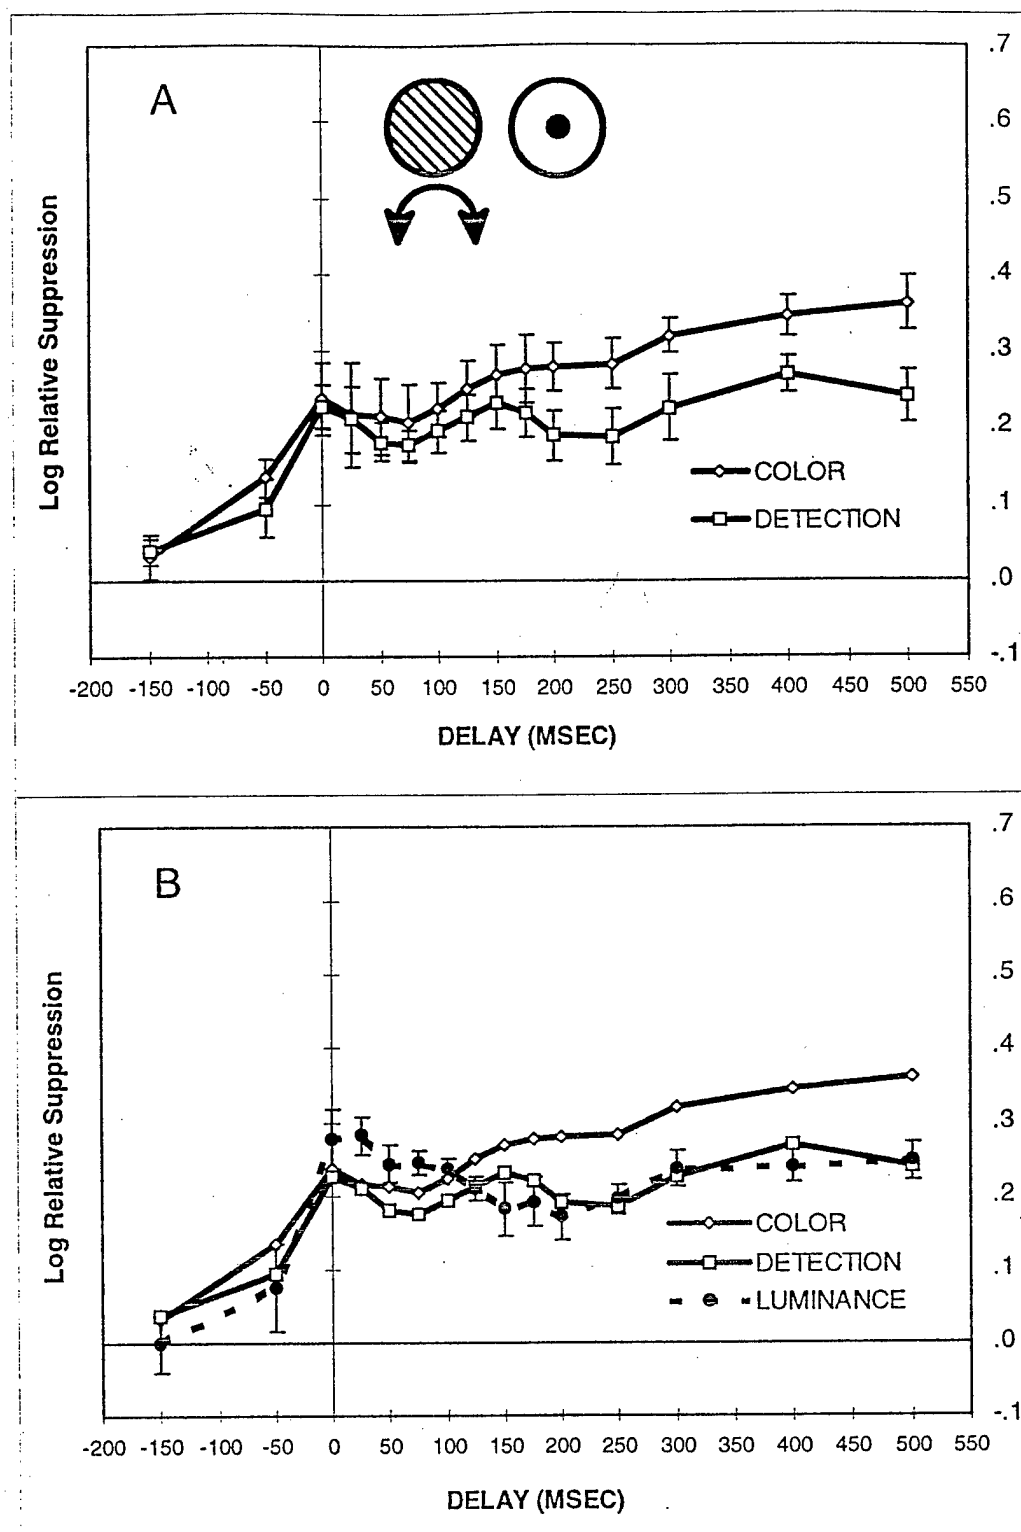 A
.7
.6
.5
.4
.3
.2
.1
.0
-.1
Log Relative Suppression
COLOR
DETECTION
-200 -150 -100 -50 0 50 100 150 200 250 300 350 400 450 500 550
DELAY (MSEC)
B
.7
.6
.5
.4
.3
.2
.1
.0
-.1
Log Relative Suppression
COLOR
DETECTION
LUMINANCE
-200 -150 -100 -50 0 50 100 150 200 250 300 350 400 450 500 550
DELAY (MSEC)